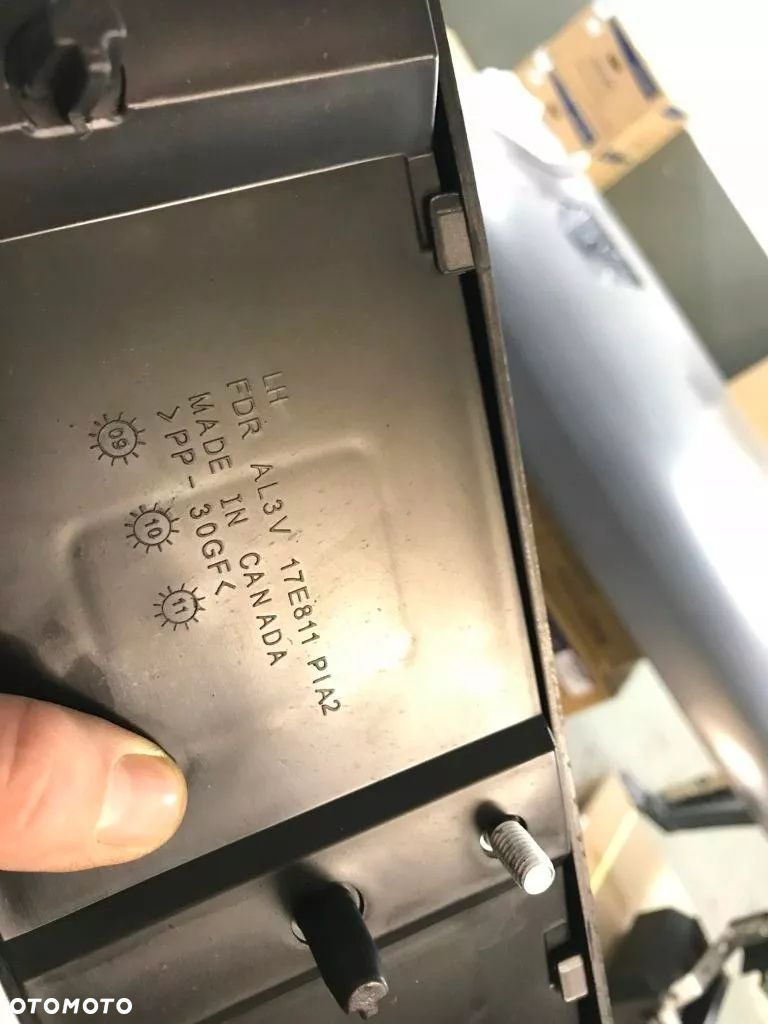 LH
FDR AL3V 17E811 PIA2
MADE IN CANADA
>PP-30GF<
09
10
11
OTOMOTO